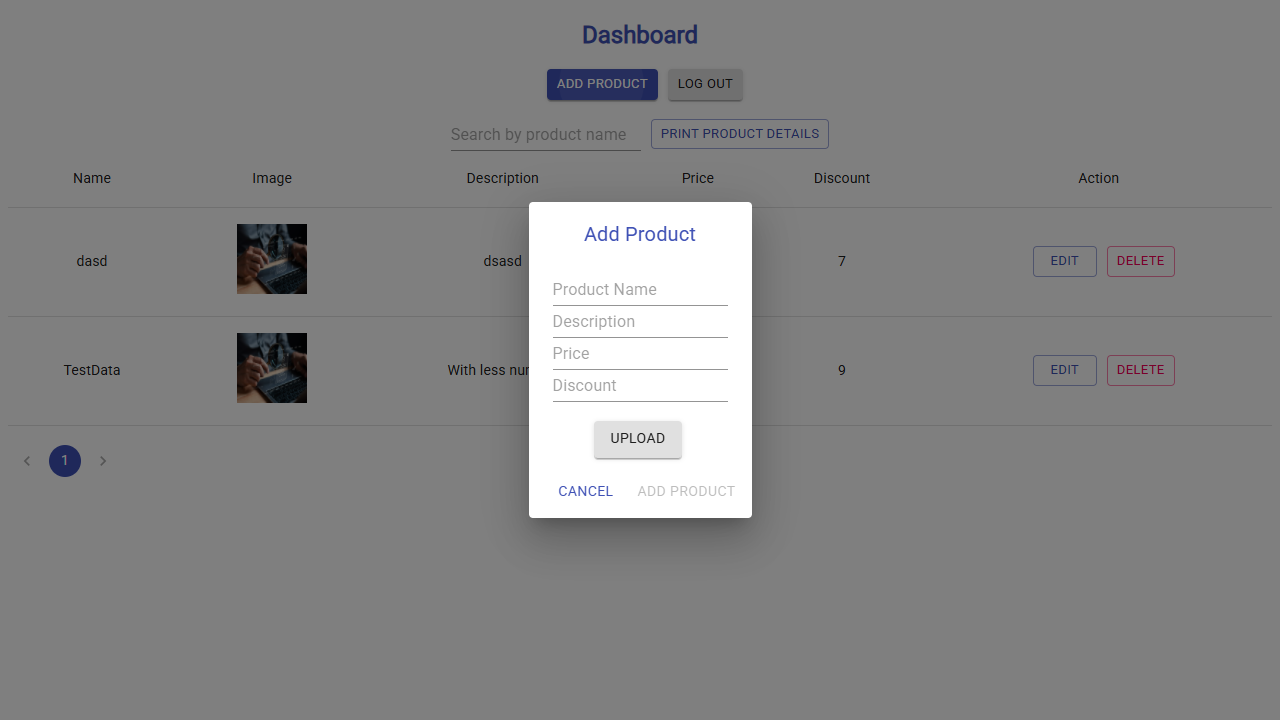 Dashboard
ADD PRODUCT LOG OUT
Search by product name PRINT PRODUCT DETAILS
Name Image Description Price Discount Action
dasd dsasd 7 EDIT DELETE
TestData With less 9 EDIT DELETE
1
Add Product
Product Name
Description
Price
Discount
UPLOAD
CANCEL ADD PRODUCT